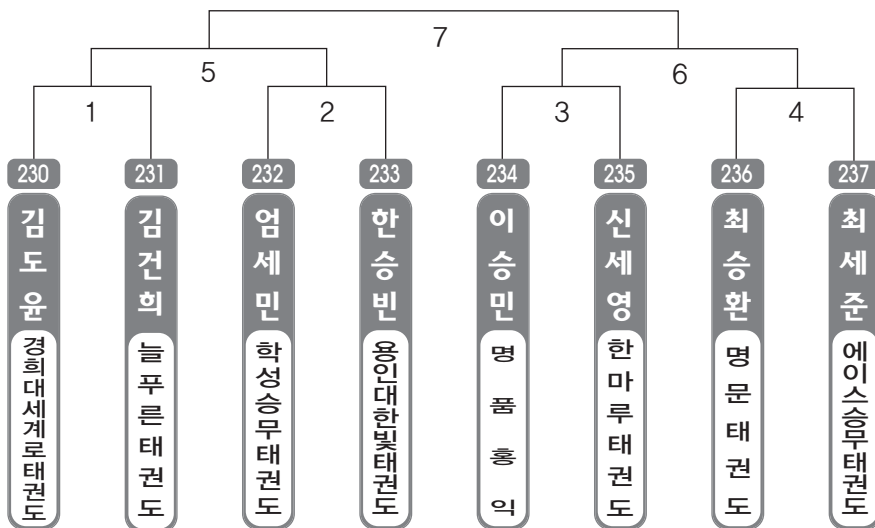 7
5
6
1
2
3
4
230
231
232
233
234
235
236
237
김도윤
경희대세계로태권도
김건희
늘푸른태권도
엄세민
학성승무태권도
한승빈
용인대한빛태권도
이승민
명품홍익
신세영
한마루태권도
최승환
명문태권도
최세준
에이스승무태권도